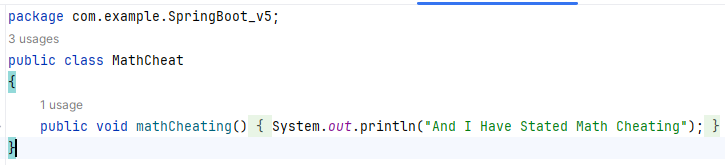 package com.example.SpringBoot_v5;
3 usages
public class MathCheat
{
1 usage
public void mathCheating() { System.out.println("And I Have Stated Math Cheating"); }
}